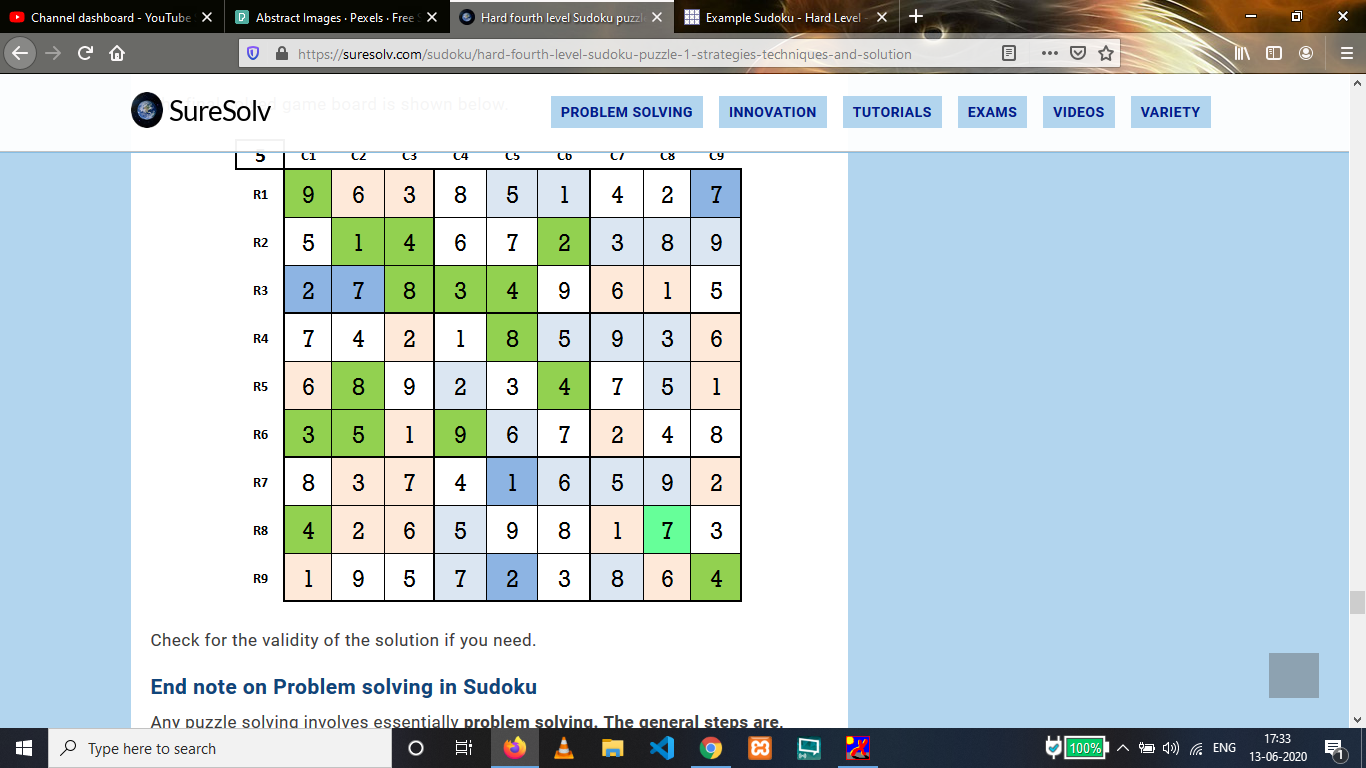 Channel dashboard - YouTube
Abstract Images · Pexels · Free S
Hard fourth level Sudoku puzzl
Example Sudoku - Hard Level -
https://suresolv.com/sudoku/hard-fourth-level-sudoku-puzzle-1-strategies-techniques-and-solution
game board is shown below.
SureSolv
PROBLEM SOLVING INNOVATION TUTORIALS EXAMS VIDEOS VARIETY
5 C1 C2 C3 C4 C5 C6 C7 C8 C9
R1 9 6 3 8 5 1 4 2 7
R2 5 1 4 6 7 2 3 8 9
R3 2 7 8 3 4 9 6 1 5
R4 7 4 2 1 8 5 9 3 6
R5 6 8 9 2 3 4 7 5 1
R6 3 5 1 9 6 7 2 4 8
R7 8 3 7 4 1 6 5 9 2
R8 4 2 6 5 9 8 1 7 3
R9 1 9 5 7 2 3 8 6 4
Check for the validity of the solution if you need.
End note on Problem solving in Sudoku
Any puzzle solving involves essentially problem solving. The general steps are,
Type here to search
100%
ENG
17:33
13-06-2020
1